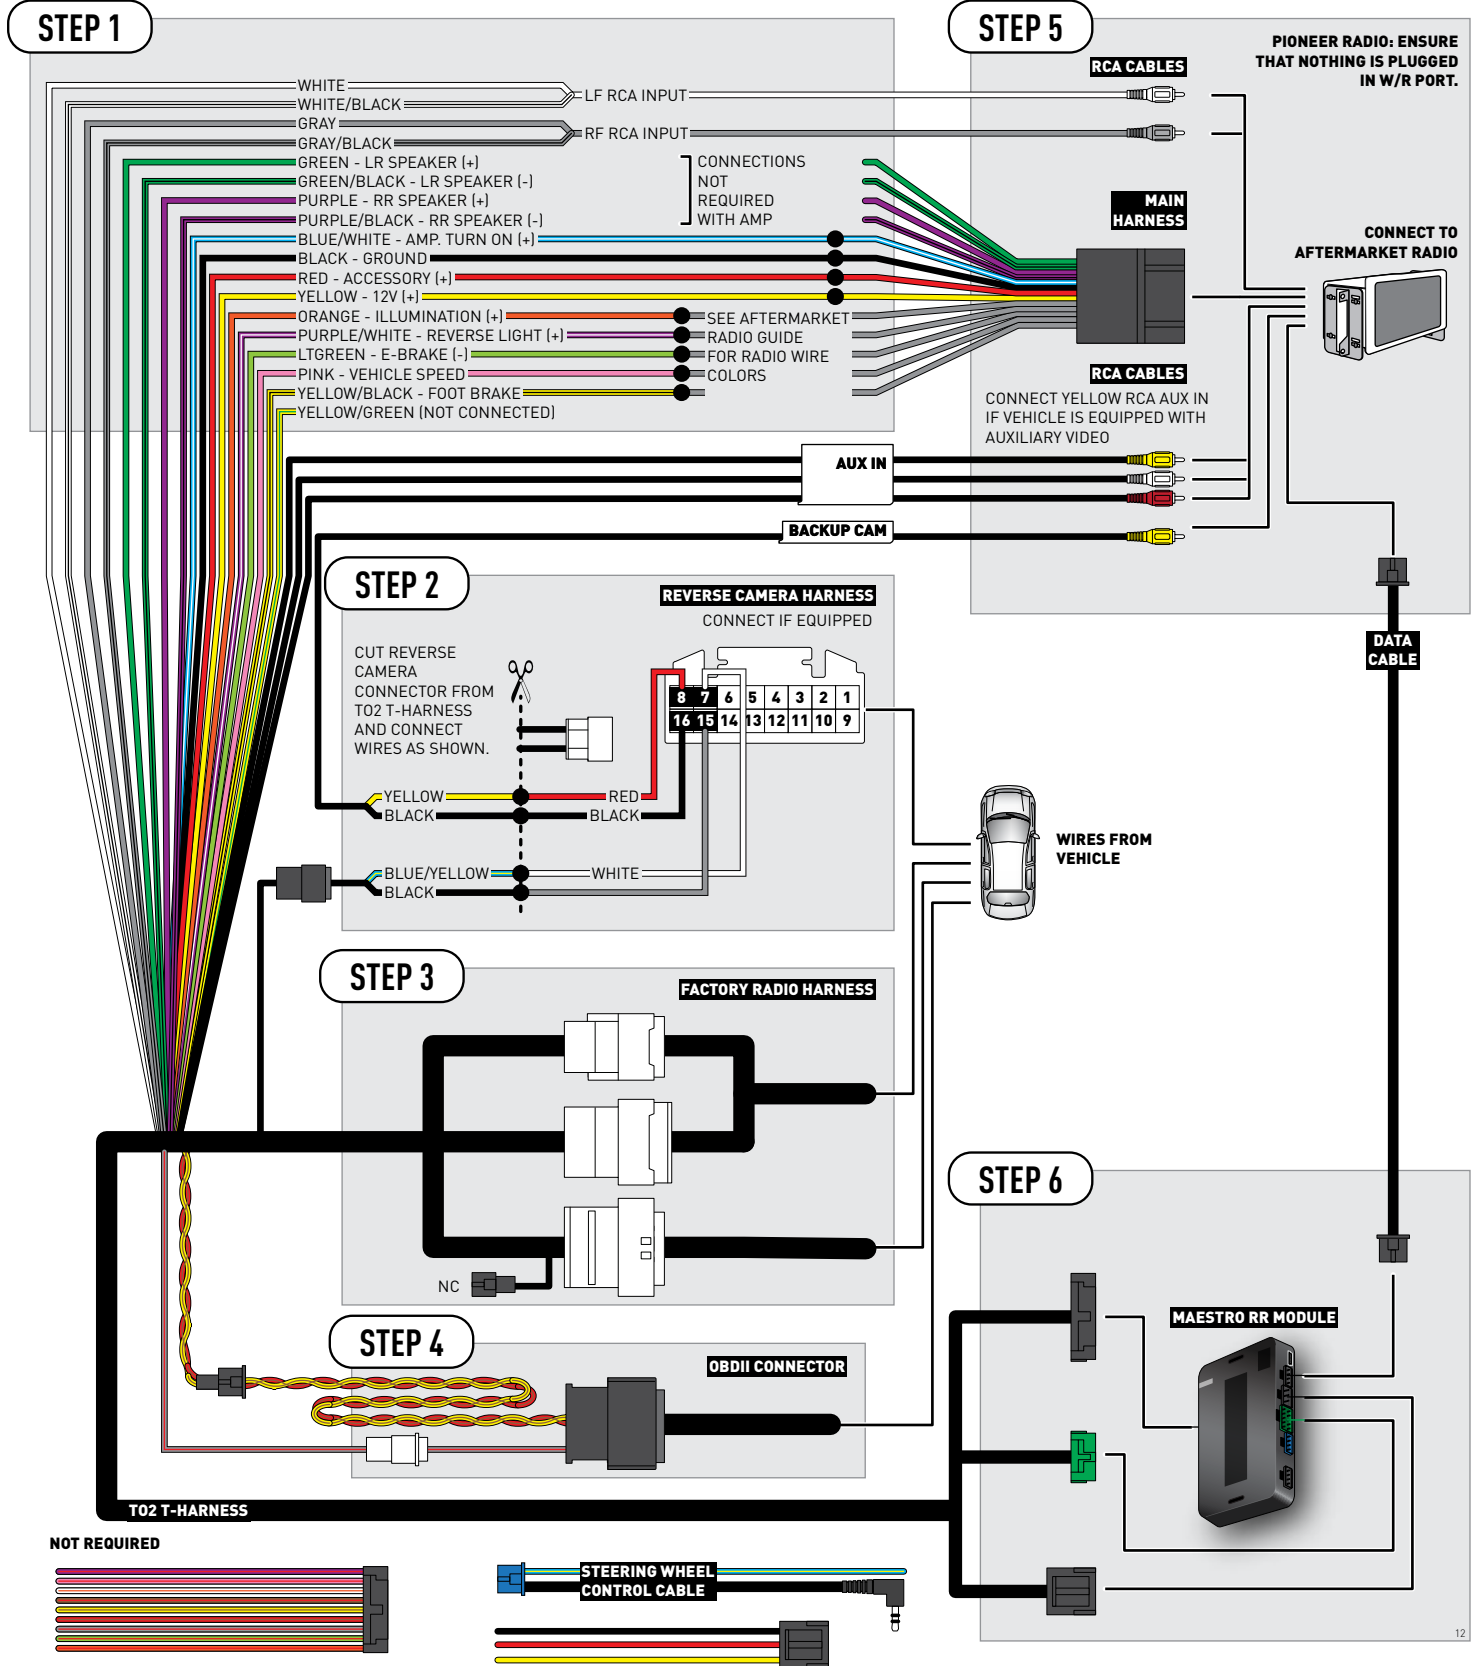 STEP 1
WHITE
WHITE/BLACK
LF RCA INPUT
GRAY
GRAY/BLACK
RF RCA INPUT
GREEN - LR SPEAKER (+)
GREEN/BLACK - LR SPEAKER (-)
PURPLE - RR SPEAKER (+)
PURPLE/BLACK - RR SPEAKER (-)
CONNECTIONS
NOT
REQUIRED
WITH AMP
BLUE/WHITE - AMP. TURN ON (+)
BLACK - GROUND
RED - ACCESSORY (+)
YELLOW - 12V (+)
ORANGE - ILLUMINATION (+)
PURPLE/WHITE - REVERSE LIGHT (+)
LTGREEN - E-BRAKE (-)
PINK - VEHICLE SPEED
YELLOW/BLACK - FOOT BRAKE
YELLOW/GREEN (NOT CONNECTED)
SEE AFTERMARKET
RADIO GUIDE
FOR RADIO WIRE
COLORS
STEP 5
PIONEER RADIO: ENSURE
THAT NOTHING IS PLUGGED
IN W/R PORT.
RCA CABLES
MAIN
HARNESS
CONNECT TO
AFTERMARKET RADIO
RCA CABLES
CONNECT YELLOW RCA AUX IN
IF VEHICLE IS EQUIPPED WITH
AUXILIARY VIDEO
AUX IN
BACKUP CAM
DATA
CABLE
STEP 2
REVERSE CAMERA HARNESS
CONNECT IF EQUIPPED
CUT REVERSE
CAMERA
CONNECTOR FROM
TO2 T-HARNESS
AND CONNECT
WIRES AS SHOWN.
8 7 6 5 4 3 2 1
16 15 14 13 12 11 10 9
YELLOW
RED
BLACK
BLACK
BLUE/YELLOW
WHITE
BLACK
WIRES FROM
VEHICLE
STEP 3
FACTORY RADIO HARNESS
NC
STEP 4
OBDII CONNECTOR
STEP 6
MAESTRO RR MODULE
TO2 T-HARNESS
NOT REQUIRED
STEERING WHEEL
CONTROL CABLE
12